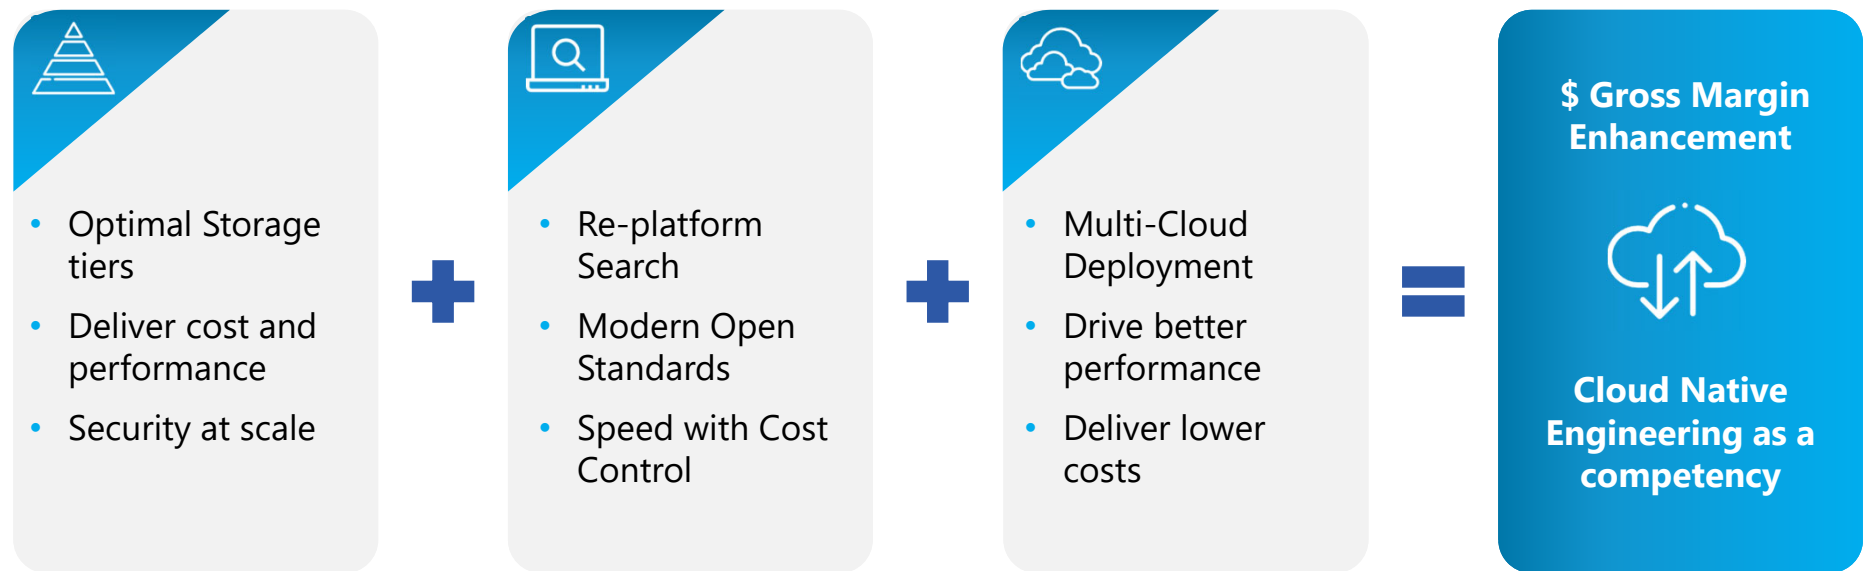 • Optimal Storage
tiers
• Deliver cost and
performance
• Security at scale
• Re-platform
Search
• Modern Open
Standards
• Speed with Cost
Control
• Multi-Cloud
Deployment
• Drive better
performance
• Deliver lower
costs
$ Gross Margin
Enhancement
Cloud Native
Engineering as a
competency